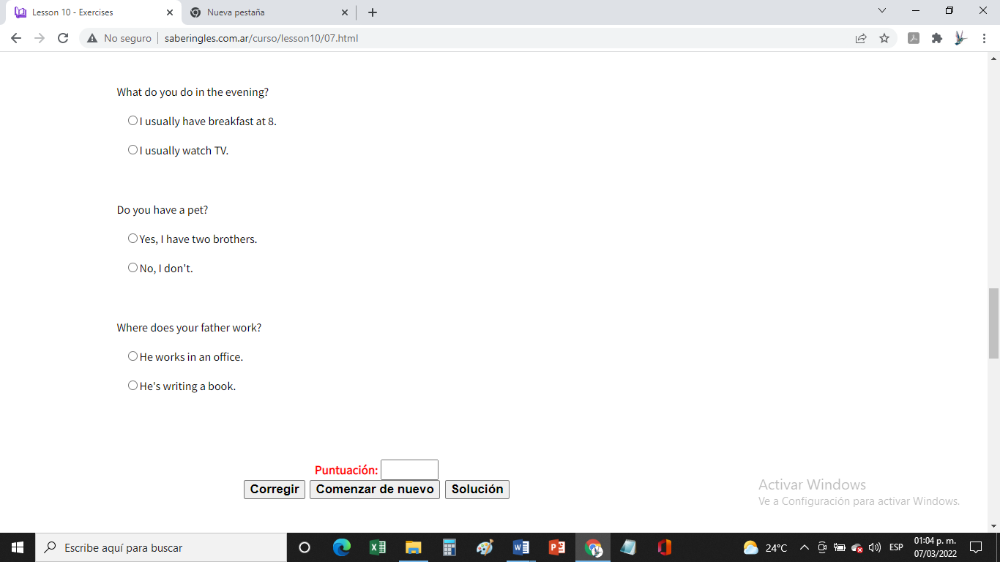 Lesson 10 - Exercises
Nueva pestaña
No seguro
saberingles.com.ar/curso/lesson10/07.html
What do you do in the evening?
I usually have breakfast at 8.
I usually watch TV.
Do you have a pet?
Yes, I have two brothers.
No, I don't.
Where does your father work?
He works in an office.
He's writing a book.
Puntuación:
Corregir Comenzar de nuevo Solución
Activar Windows
Ve a Configuración para activar Windows.
Escribe aquí para buscar
24°C
ESP
01:04 p. m.
07/03/2022